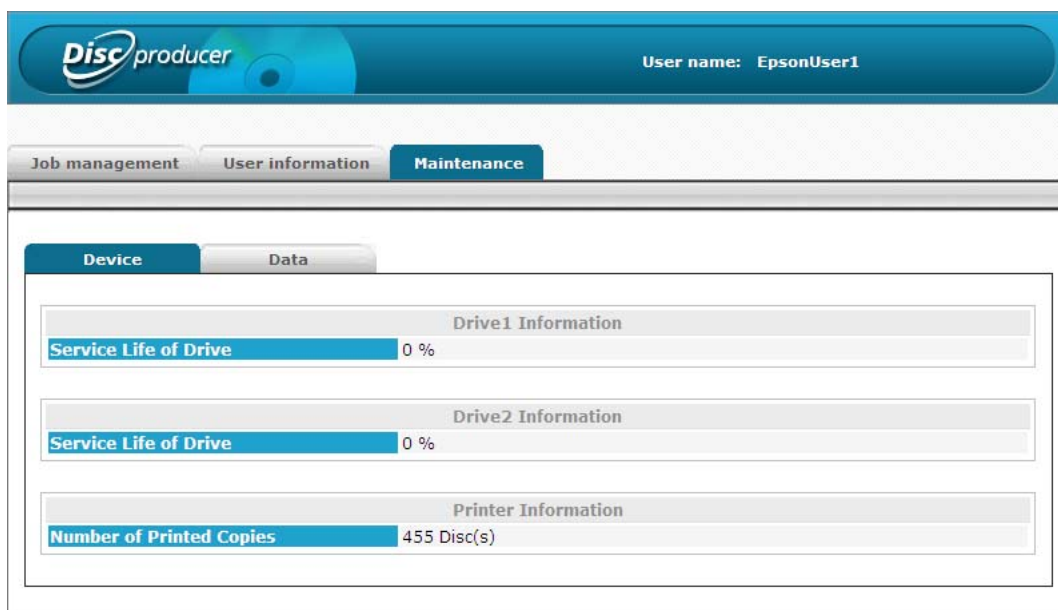 Disc producer
User name: EpsonUser1
Job management User information Maintenance
Device Data
Drive1 Information
Service Life of Drive 0 %
Drive2 Information
Service Life of Drive 0 %
Printer Information
Number of Printed Copies 455 Disc(s)